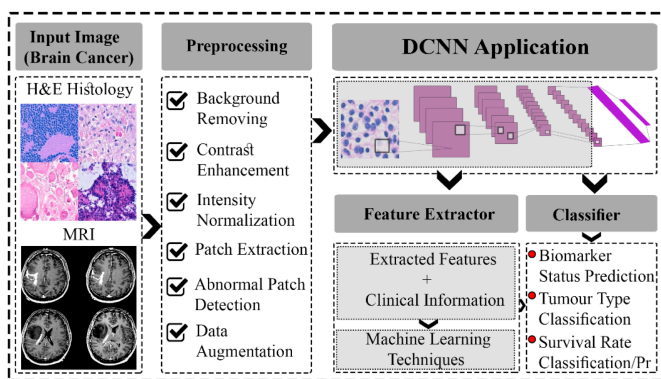 Input Image
(Brain Cancer)
H&E Histology
MRI
Preprocessing
Background
Removing
Contrast
Enhancement
Intensity
Normalization
Patch Extraction
Abnormal Patch
Detection
Data
Augmentation
DCNN Application
Feature Extractor
Extracted Features
+
Clinical Information
Machine Learning
Techniques
Classifier
Biomarker
Status Prediction
Tumour Type
Classification
Survival Rate
Classification/Pr